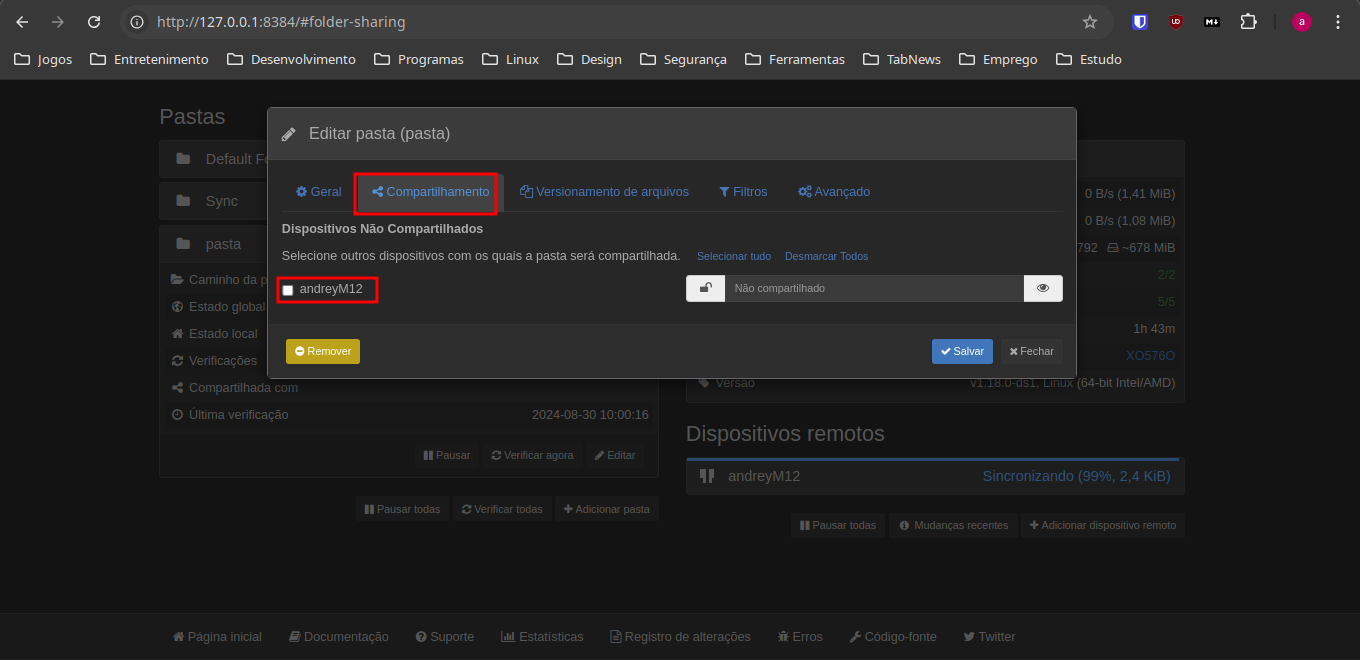 http://127.0.0.1:8384/#folder-sharing
a
Jogos Entretenimento Desenvolvimento Programas Linux Design Segurança Ferramentas TabNews Emprego Estudo
Pastas
Editar pasta (pasta)
Default Fo
Geral Compartilhamento Versionamento de arquivos Filtros Avançado
0 B/s (1,41 MiB)
Sync
0 B/s (1,08 MiB)
Dispositivos Não Compartilhados
pasta
792 ~678 MiB
Selecione outros dispositivos com os quais a pasta será compartilhada. Selecionar tudo Desmarcar Todos
Caminho da p
2/2
andreyM12 Não compartilhado
Estado global
5/5
Estado local
1h 43m
Remover Salvar Fechar
Verificações
XO576O
Compartilhada com
Versão v1.18.0-ds1, Linux (64-bit Intel/AMD)
Última verificação 2024-08-30 10:00:16
Dispositivos remotos
Pausar Verificar agora Editar
andreyM12 Sincronizando (99%, 2,4 KiB)
Pausar todas Verificar todas Adicionar pasta
Pausar todas Mudanças recentes Adicionar dispositivo remoto
Página inicial Documentação Suporte Estatísticas Registro de alterações Erros Código-fonte Twitter